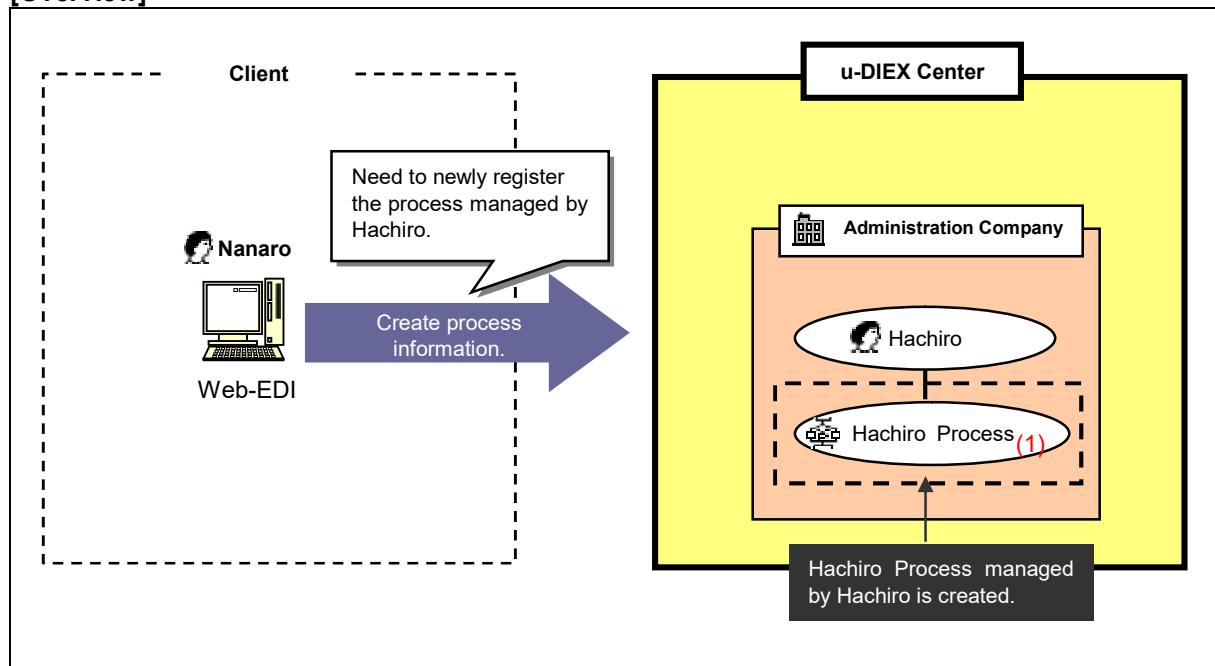 [Overview]
Client
u-DIEX Center
Need to newly register
the process managed by
Hachiro.
Administration Company
Nanaro
Create process
information.
Web-EDI
Hachiro
Hachiro Process(1)
Hachiro Process managed
by Hachiro is created.